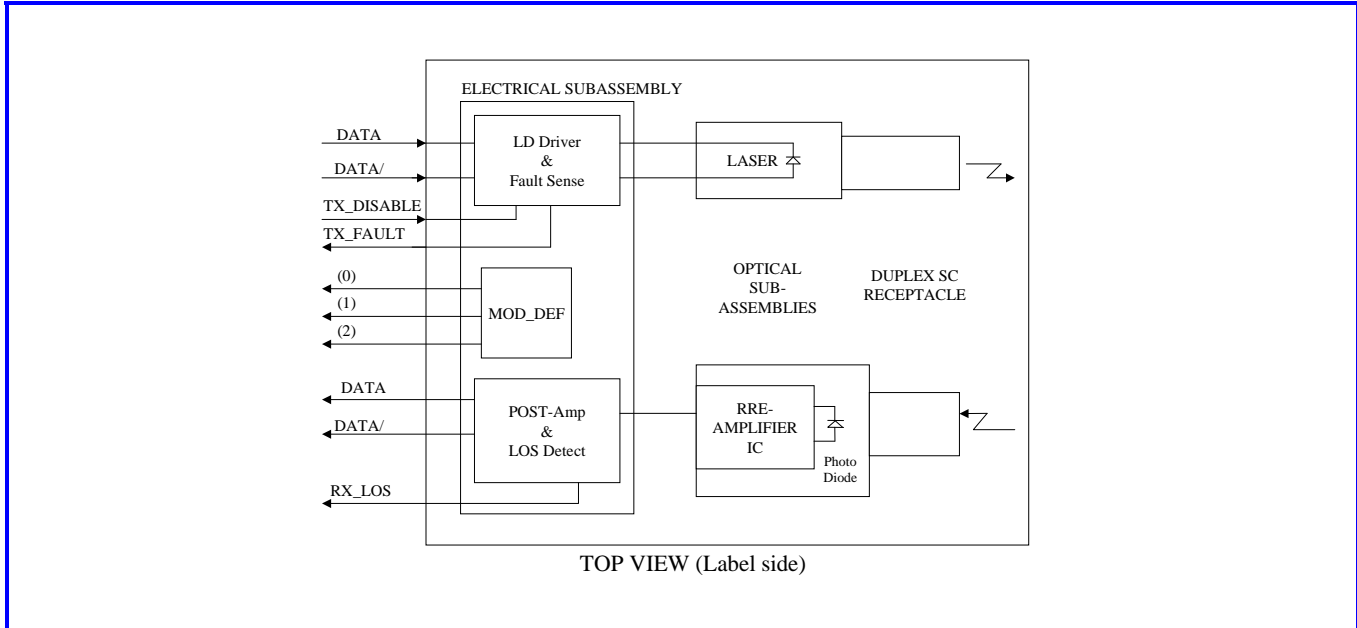 ELECTRICAL SUBASSEMBLY
DATA
DATA/
TX_DISABLE
TX_FAULT
LD Driver
&
Fault Sense
LASER
(0)
(1)
(2)
MOD_DEF
OPTICAL
SUB-
ASSEMBLIES
DUPLEX SC
RECEPTACLE
DATA
DATA/
RX_LOS
POST-Amp
&
LOS Detect
RRE-
AMPLIFIER
IC
Photo
Diode
TOP VIEW (Label side)